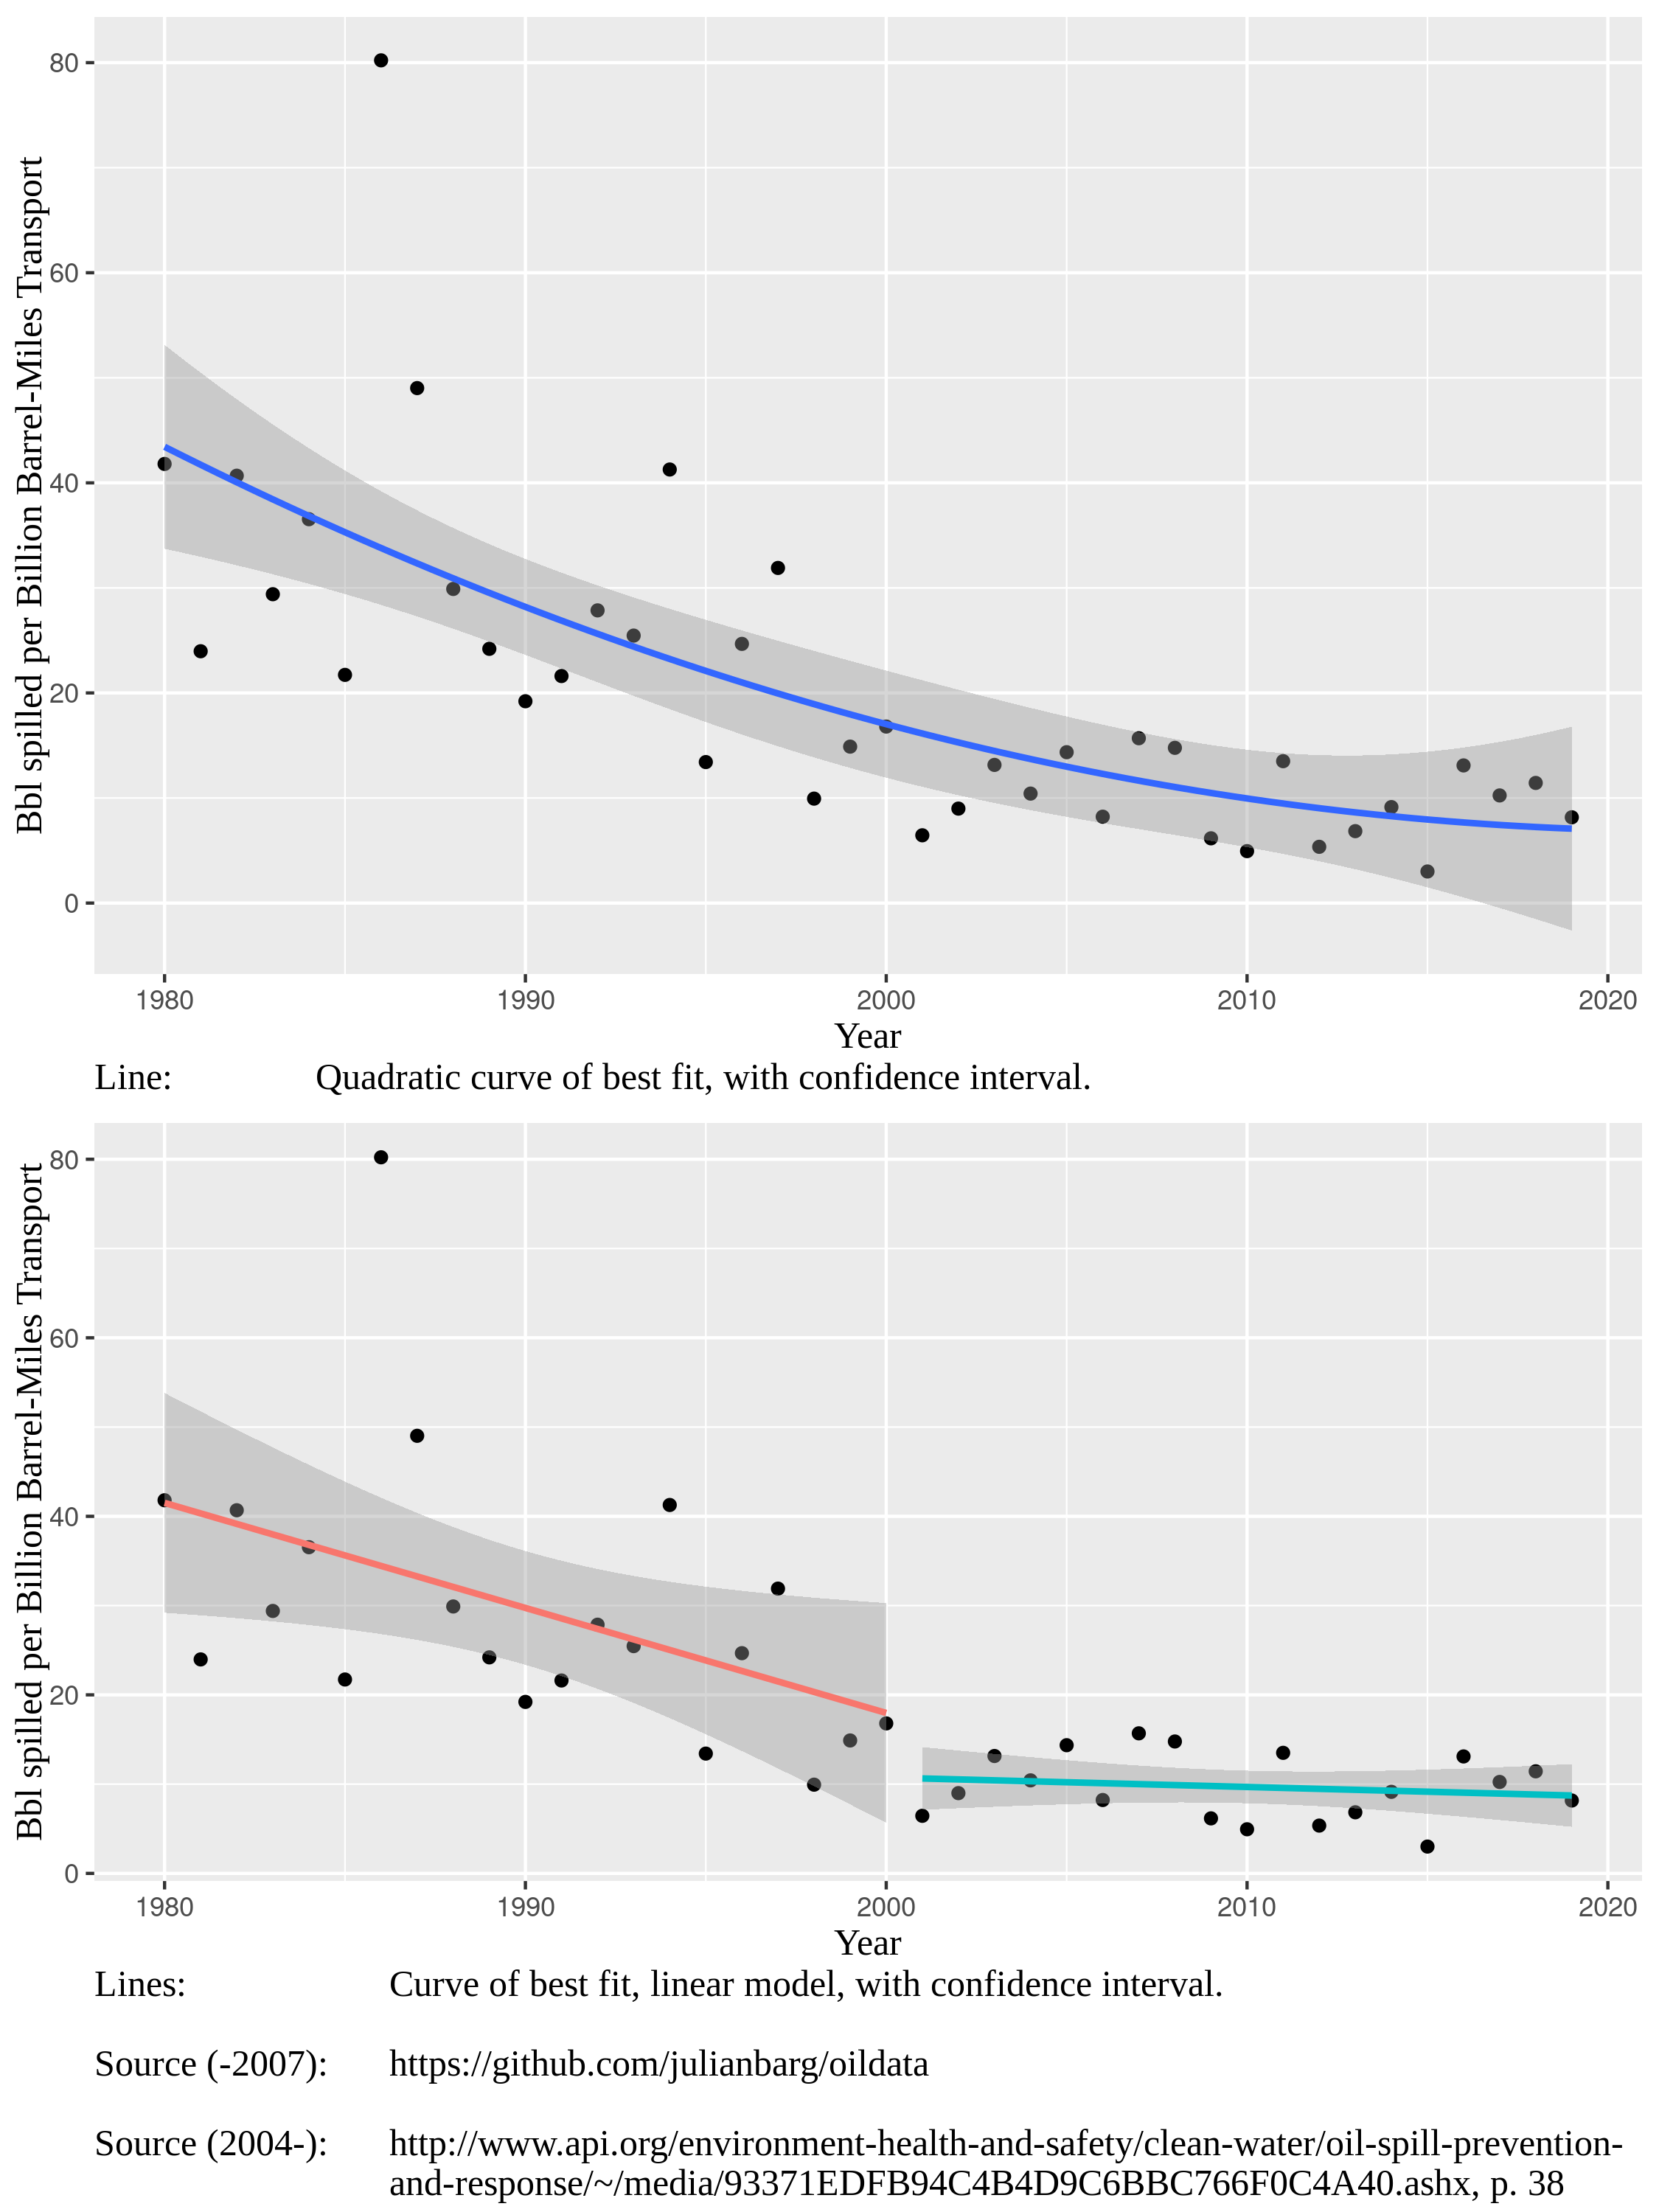 Bbl spilled per Billion Barrel-Miles Transport
80
60
40
20
0
1980 1990 2000 2010 2020
Year
Line: Quadratic curve of best fit, with confidence interval.
Bbl spilled per Billion Barrel-Miles Transport
80
60
40
20
0
1980 1990 2000 2010 2020
Year
Lines: Curve of best fit, linear model, with confidence interval.
Source (-2007): https://github.com/julianbarg/oildata
Source (2004-): http://www.api.org/environment-health-and-safety/clean-water/oil-spill-prevention-
and-response/~/media/93371EDFB94C4B4D9C6BBC766F0C4A40.ashx, p. 38